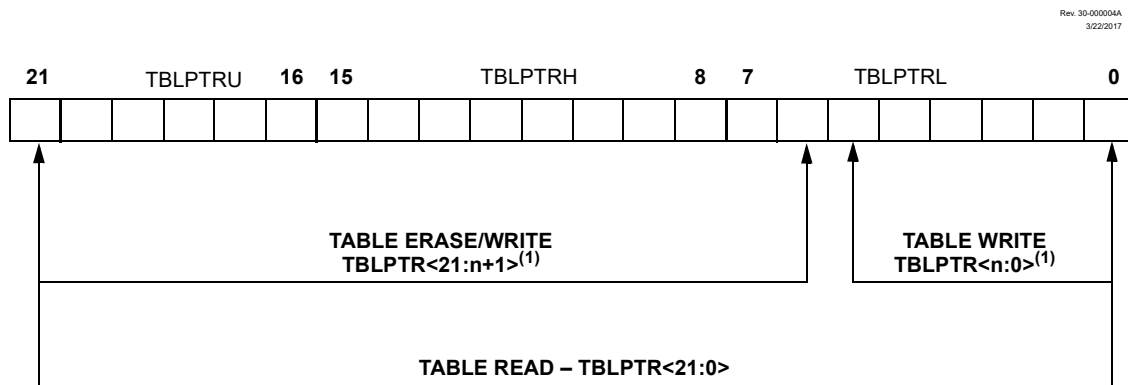 Rev. 30-000004A
3/22/2017
21 TBLPTRU 16 15 TBLPTRH 8 7 TBLPTRL 0
TABLE ERASE/WRITE TABLE WRITE
TBLPTR<21:n+1>(1) TBLPTR<n:0>(1)
TABLE READ – TBLPTR<21:0>